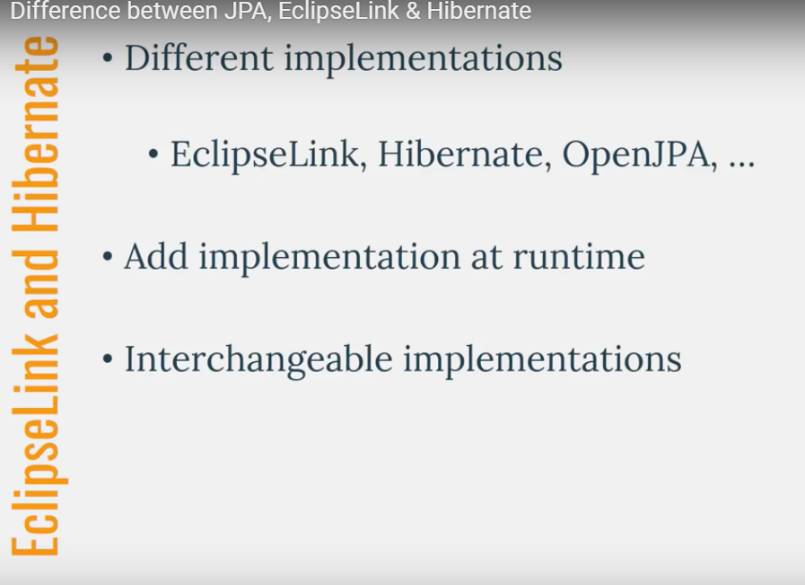 Difference between JPA, EclipseLink & Hibernate
EclipseLink and Hibernate
• Different implementations
• EclipseLink, Hibernate, OpenJPA, ...
• Add implementation at runtime
• Interchangeable implementations